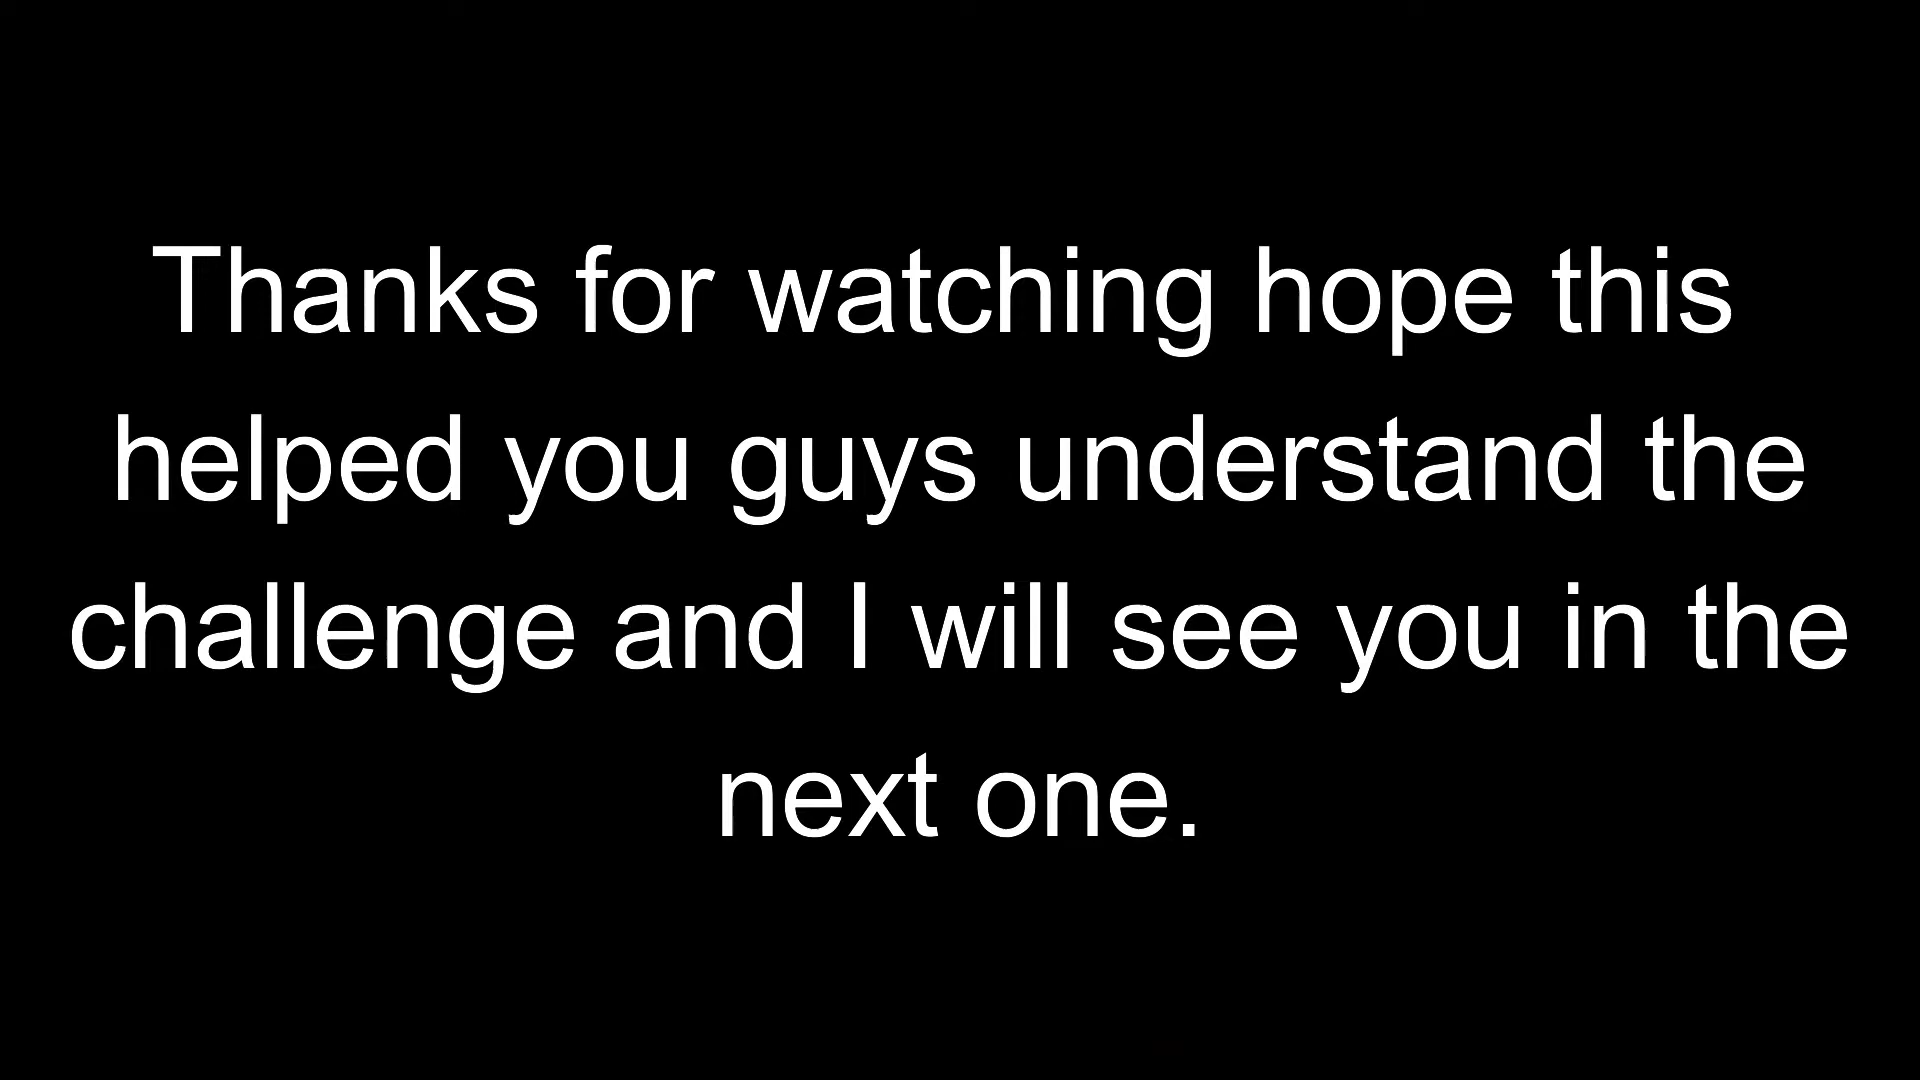 Thanks for watching hope this
helped you guys understand the
challenge and I will see you in the
next one.